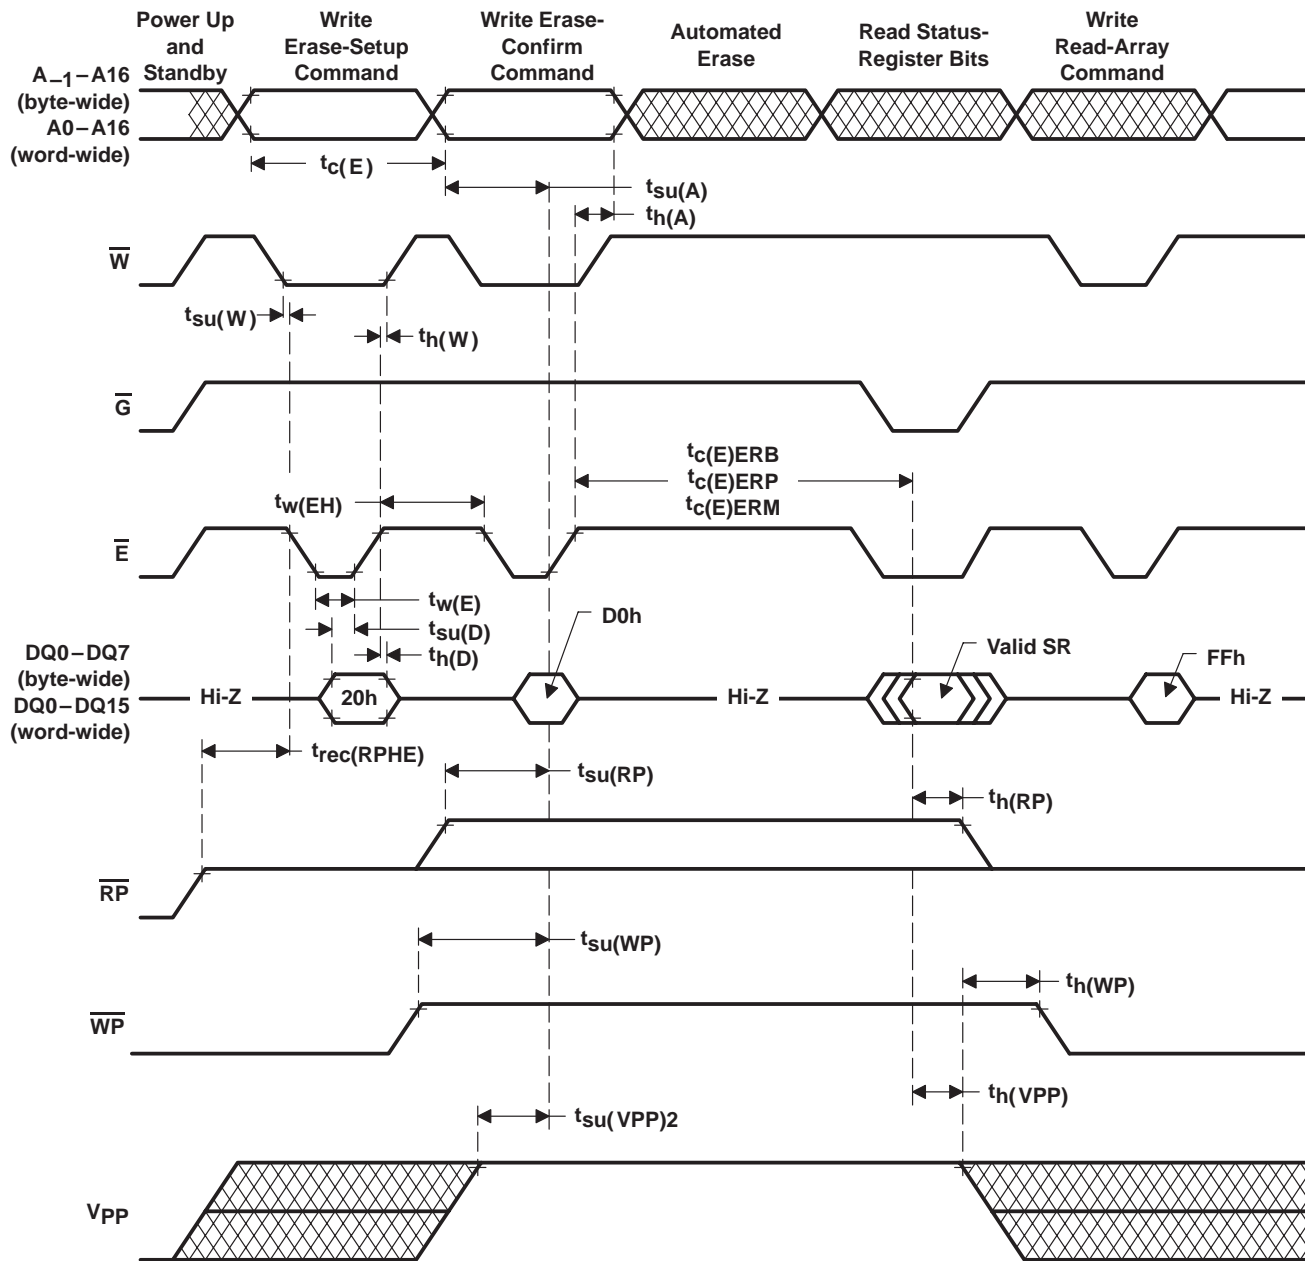 Power Up
and
Standby
Write
Erase-Setup
Command
Write Erase-
Confirm
Command
Automated
Erase
Read Status-
Register Bits
Write
Read-Array
Command
A–1–A16
(byte-wide)
A0–A16
(word-wide)
tc(E)
tsu(A)
th(A)
W
tsu(W)
th(W)
G
tc(E)ERB
tc(E)ERP
tc(E)ERM
tw(EH)
E
tw(E)
tsu(D)
th(D)
D0h
Valid SR
FFh
DQ0–DQ7
(byte-wide)
DQ0–DQ15
(word-wide)
Hi-Z
20h
Hi-Z
Hi-Z
trec(RPHE)
tsu(RP)
th(RP)
RP
tsu(WP)
th(WP)
WP
th(VPP)
tsu(VPP)2
VPP